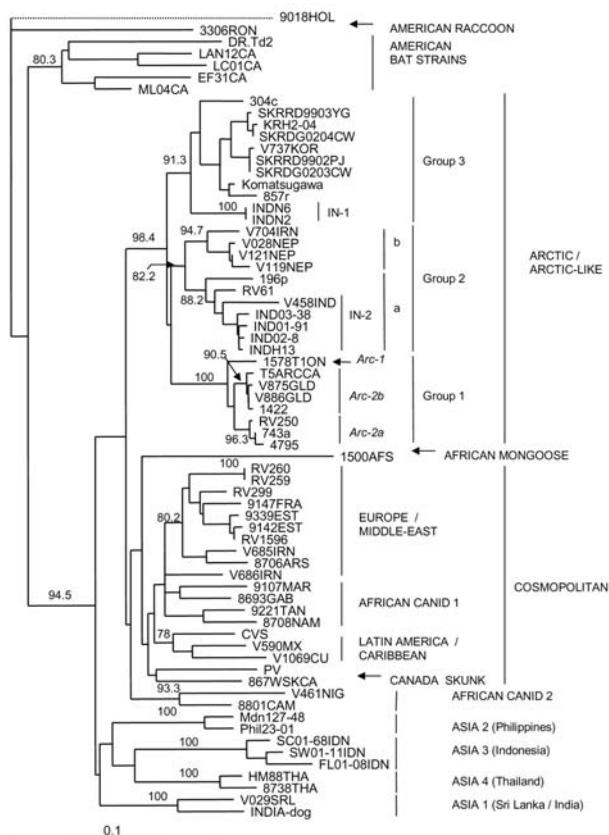 9018HOL
3306RON
AMERICAN RACCOON
DR.Td2
80.3
LAN12CA
LC01CA
EF31CA
ML04CA
AMERICAN
BAT STRAINS
304c
SKRRD9903YG
KRH2-04
SKRDG0204CW
V737KOR
SKRRD9902PJ
SKRDG0203CW
Komatsugawa
857r
91.3
Group 3
100
INDN6
INDN2
IN-1
98.4
94.7
V704IRN
V028NEP
V121NEP
V119NEP
b
82.2
196p
RV61
88.2
V458IND
IND03-38
IND01-91
IND02-8
INDH13
IN-2
a
Group 2
ARCTIC /
ARCTIC-LIKE
90.5
1578T1ON
Arc-1
100
T5ARCCA
V875GLD
V886GLD
1422
Arc-2b
Group 1
RV250
743a
4795
96.3
Arc-2a
1500AFS
AFRICAN MONGOOSE
100
RV260
RV259
RV299
9147FRA
80.2
9339EST
9142EST
RV1596
V685IRN
8706ARS
V686IRN
EUROPE /
MIDDLE-EAST
94.5
9107MAR
8693GAB
9221TAN
8708NAM
AFRICAN CANID 1
COSMOPOLITAN
78
CVS
V590MX
V1069CU
LATIN AMERICA /
CARIBBEAN
PV
867WSKCA
CANADA SKUNK
93.3
V461NIG
8801CAM
AFRICAN CANID 2
100
Mdn127-48
Phil23-01
ASIA 2 (Philippines)
100
SC01-68IDN
SW01-11IDN
FL01-08IDN
ASIA 3 (Indonesia)
100
HM88THA
8738THA
ASIA 4 (Thailand)
100
V029SRL
INDIA-dog
ASIA 1 (Sri Lanka / India)
0.1